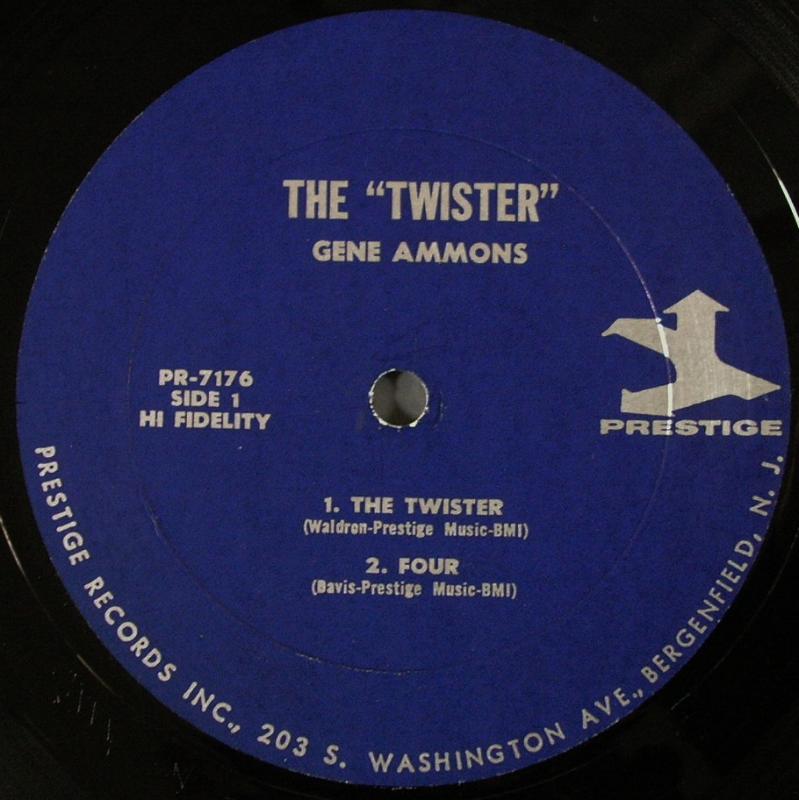 THE “TWISTER”
GENE AMMONS
PR-7176
SIDE 1
HI FIDELITY
PRESTIGE
1. THE TWISTER
(Waldron-Prestige Music-BMI)
2. FOUR
(Davis-Prestige Music-BMI)
PRESTIGE RECORDS INC., 203 S. WASHINGTON AVE., BERGENFIELD, N. J.